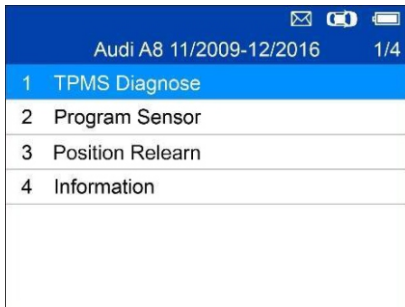 Audi A8 11/2009-12/2016 1/4
1 TPMS Diagnose
2 Program Sensor
3 Position Relearn
4 Information